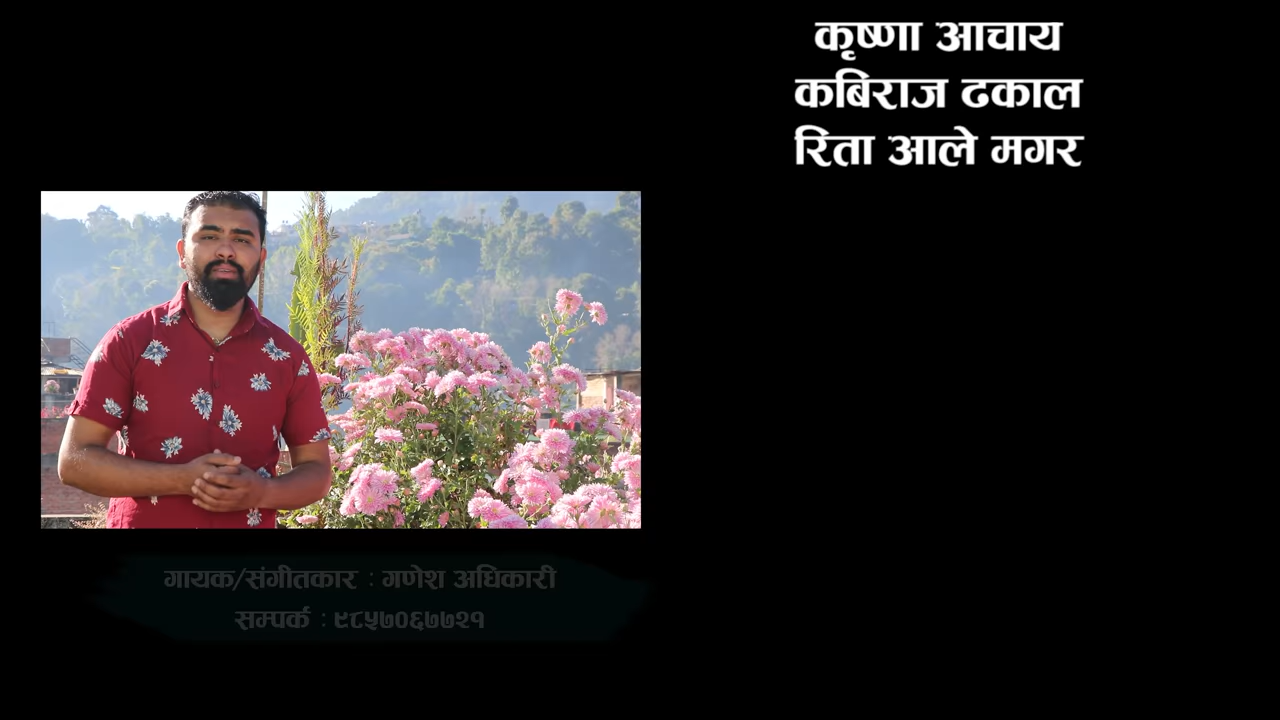 कृष्णा आचाय
कबिराज ढकाल
रिता आले मगर
गायक/संगीतकार : गणेश अधिकारी
सम्पर्क : ९८५७०६७७२१